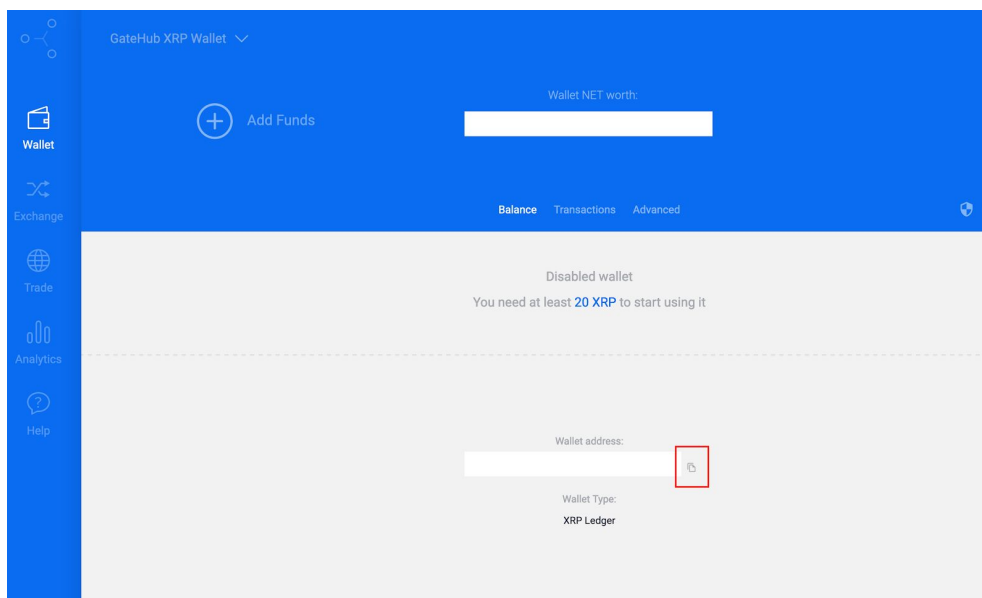 GateHub XRP Wallet
Wallet NET worth:
Add Funds
Wallet
Exchange
Balance Transactions Advanced
Trade
Disabled wallet
You need at least 20 XRP to start using it
Analytics
Help
Wallet address:
Wallet Type:
XRP Ledger